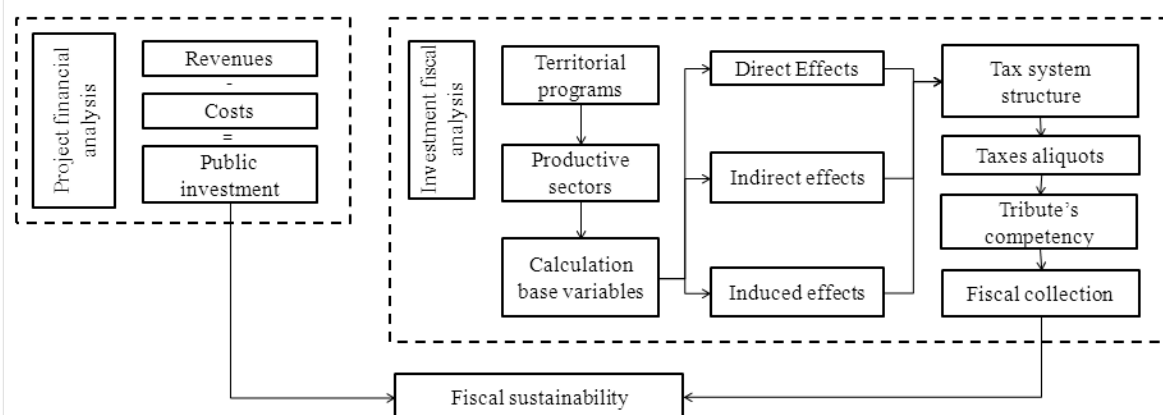 Project financial
analysis
Revenues
-
Costs
=
Public
investment
Investment fiscal
analysis
Territorial
programs
Productive
sectors
Calculation
base variables
Direct Effects
Indirect effects
Induced effects
Tax system
structure
Taxes aliquots
Tribute’s
competency
Fiscal collection
Fiscal sustainability